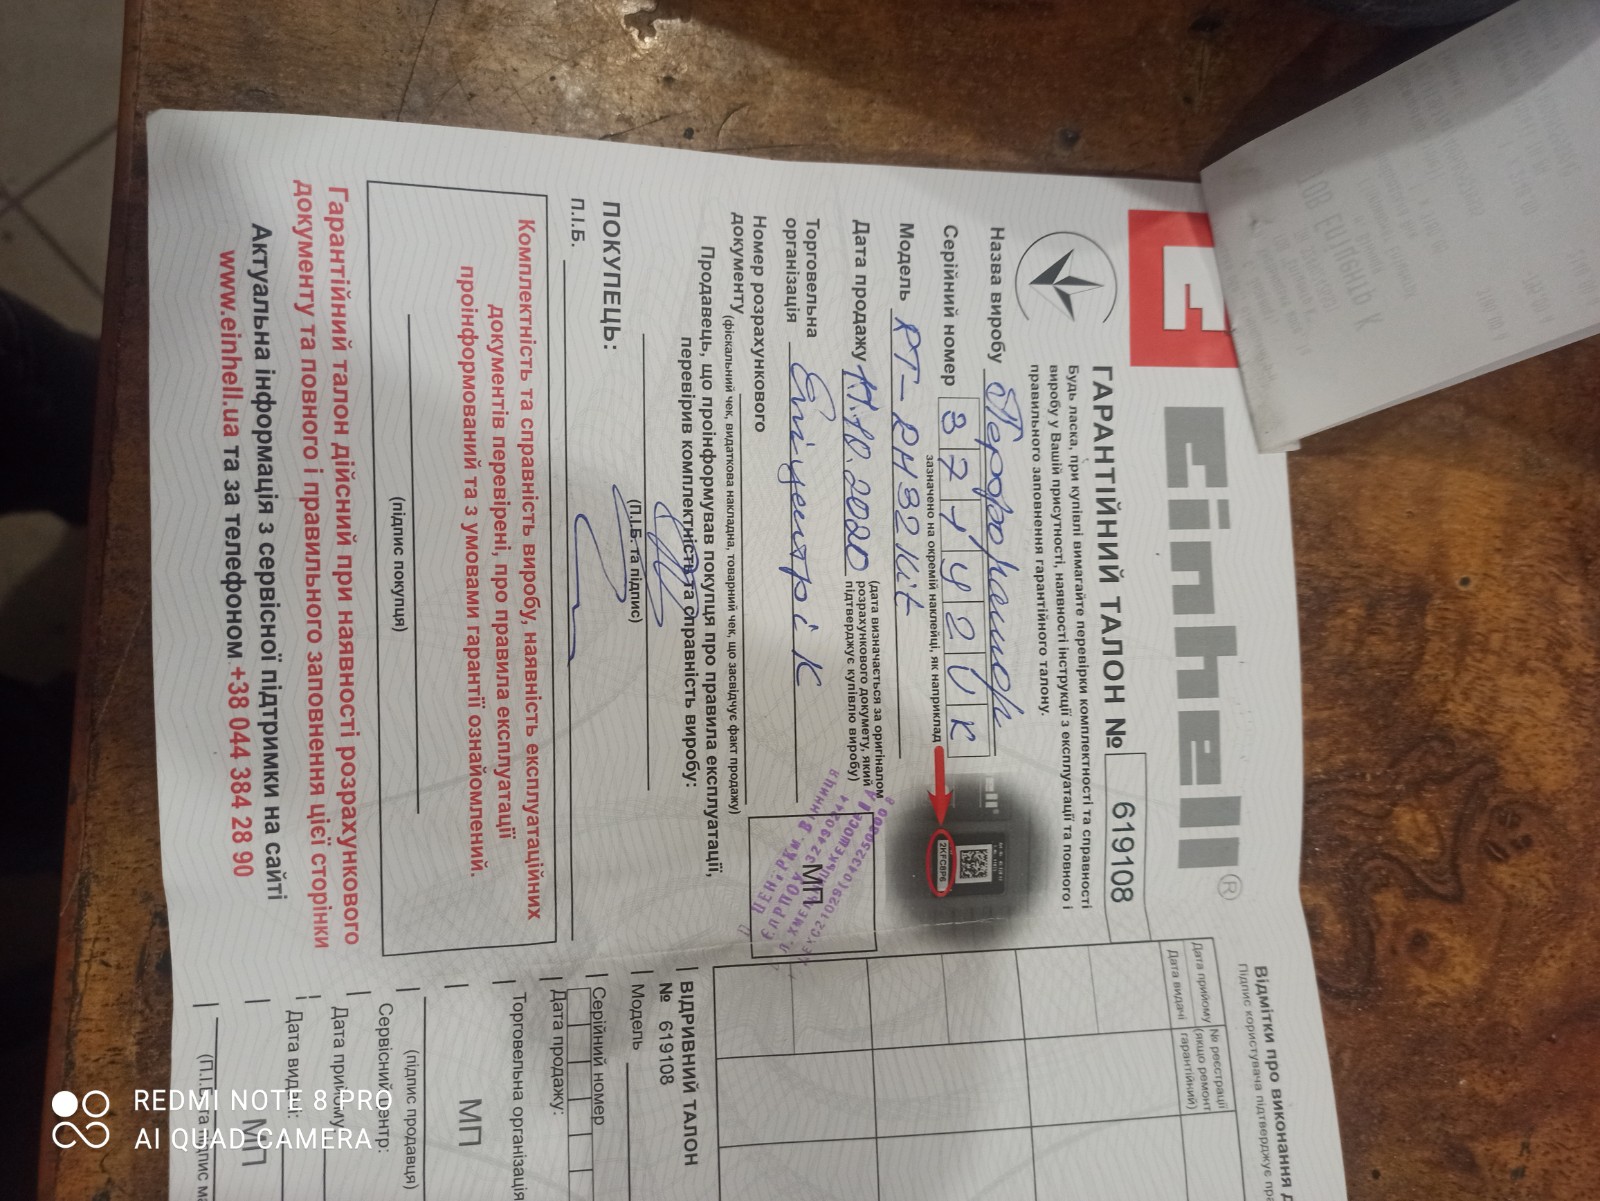 einhell®
ГАРАНТІЙНИЙ ТАЛОН № 619108
Будь ласка, при купівлі вимагайте перевірки комплектності та справності
виробу у Вашій присутності, наявності інструкції з експлуатації та повного і
правильного заповнення гарантійного талону.
Назва виробу Перфоратор
Серійний номер
зазначено на окремій наклейці, як наприклад
2KFC8P6
Модель RT-RH32 Kit
Дата продажу 11.10.2020
(дата визначається за оригіналом
розрахункового докумету, який
підтверджує купівлю виробу)
Торговельна
організація Епіцентр К
Номер розрахункового
документу
(фіскальний чек, видаткова накладна, товарний чек, що засвідчує факт продажу)
Продавець, що проінформував покупця про правила експлуатації,
перевірив комплектність та справність виробу:
(П.І.Б. та підпис)
МП
ПОКУПЕЦЬ:
П.І.Б.
Комплектність та справність виробу, наявність експлуатаційних
документів перевірені, про правила експлуатації
проінформований та з умовами гарантії ознайомлений.
(підпис покупця)
Гарантійний талон дійсний при наявності розрахункового
документу та повного і правильного заповнення цієї сторінки
Актуальна інформація з сервісної підтримки на сайті
www.einhell.ua та за телефоном +38 044 384 28 90
Відмітки про виконання
Підпис користувача підтверджує
Дата прийому
Дата видачі
№ реєстрації
(якщо ремонт
гарантійний)
ВІДРИВНИЙ ТАЛОН
№ 619108
Модель
Серійний номер
Дата продажу:
Торговельна організація
МП
(підпис продавця)
Сервісний центр:
Дата прийому
Дата видачі:
МП
(П.І.Б. та підпис
REDMI NOTE 8 PRO
AI QUAD CAMERA